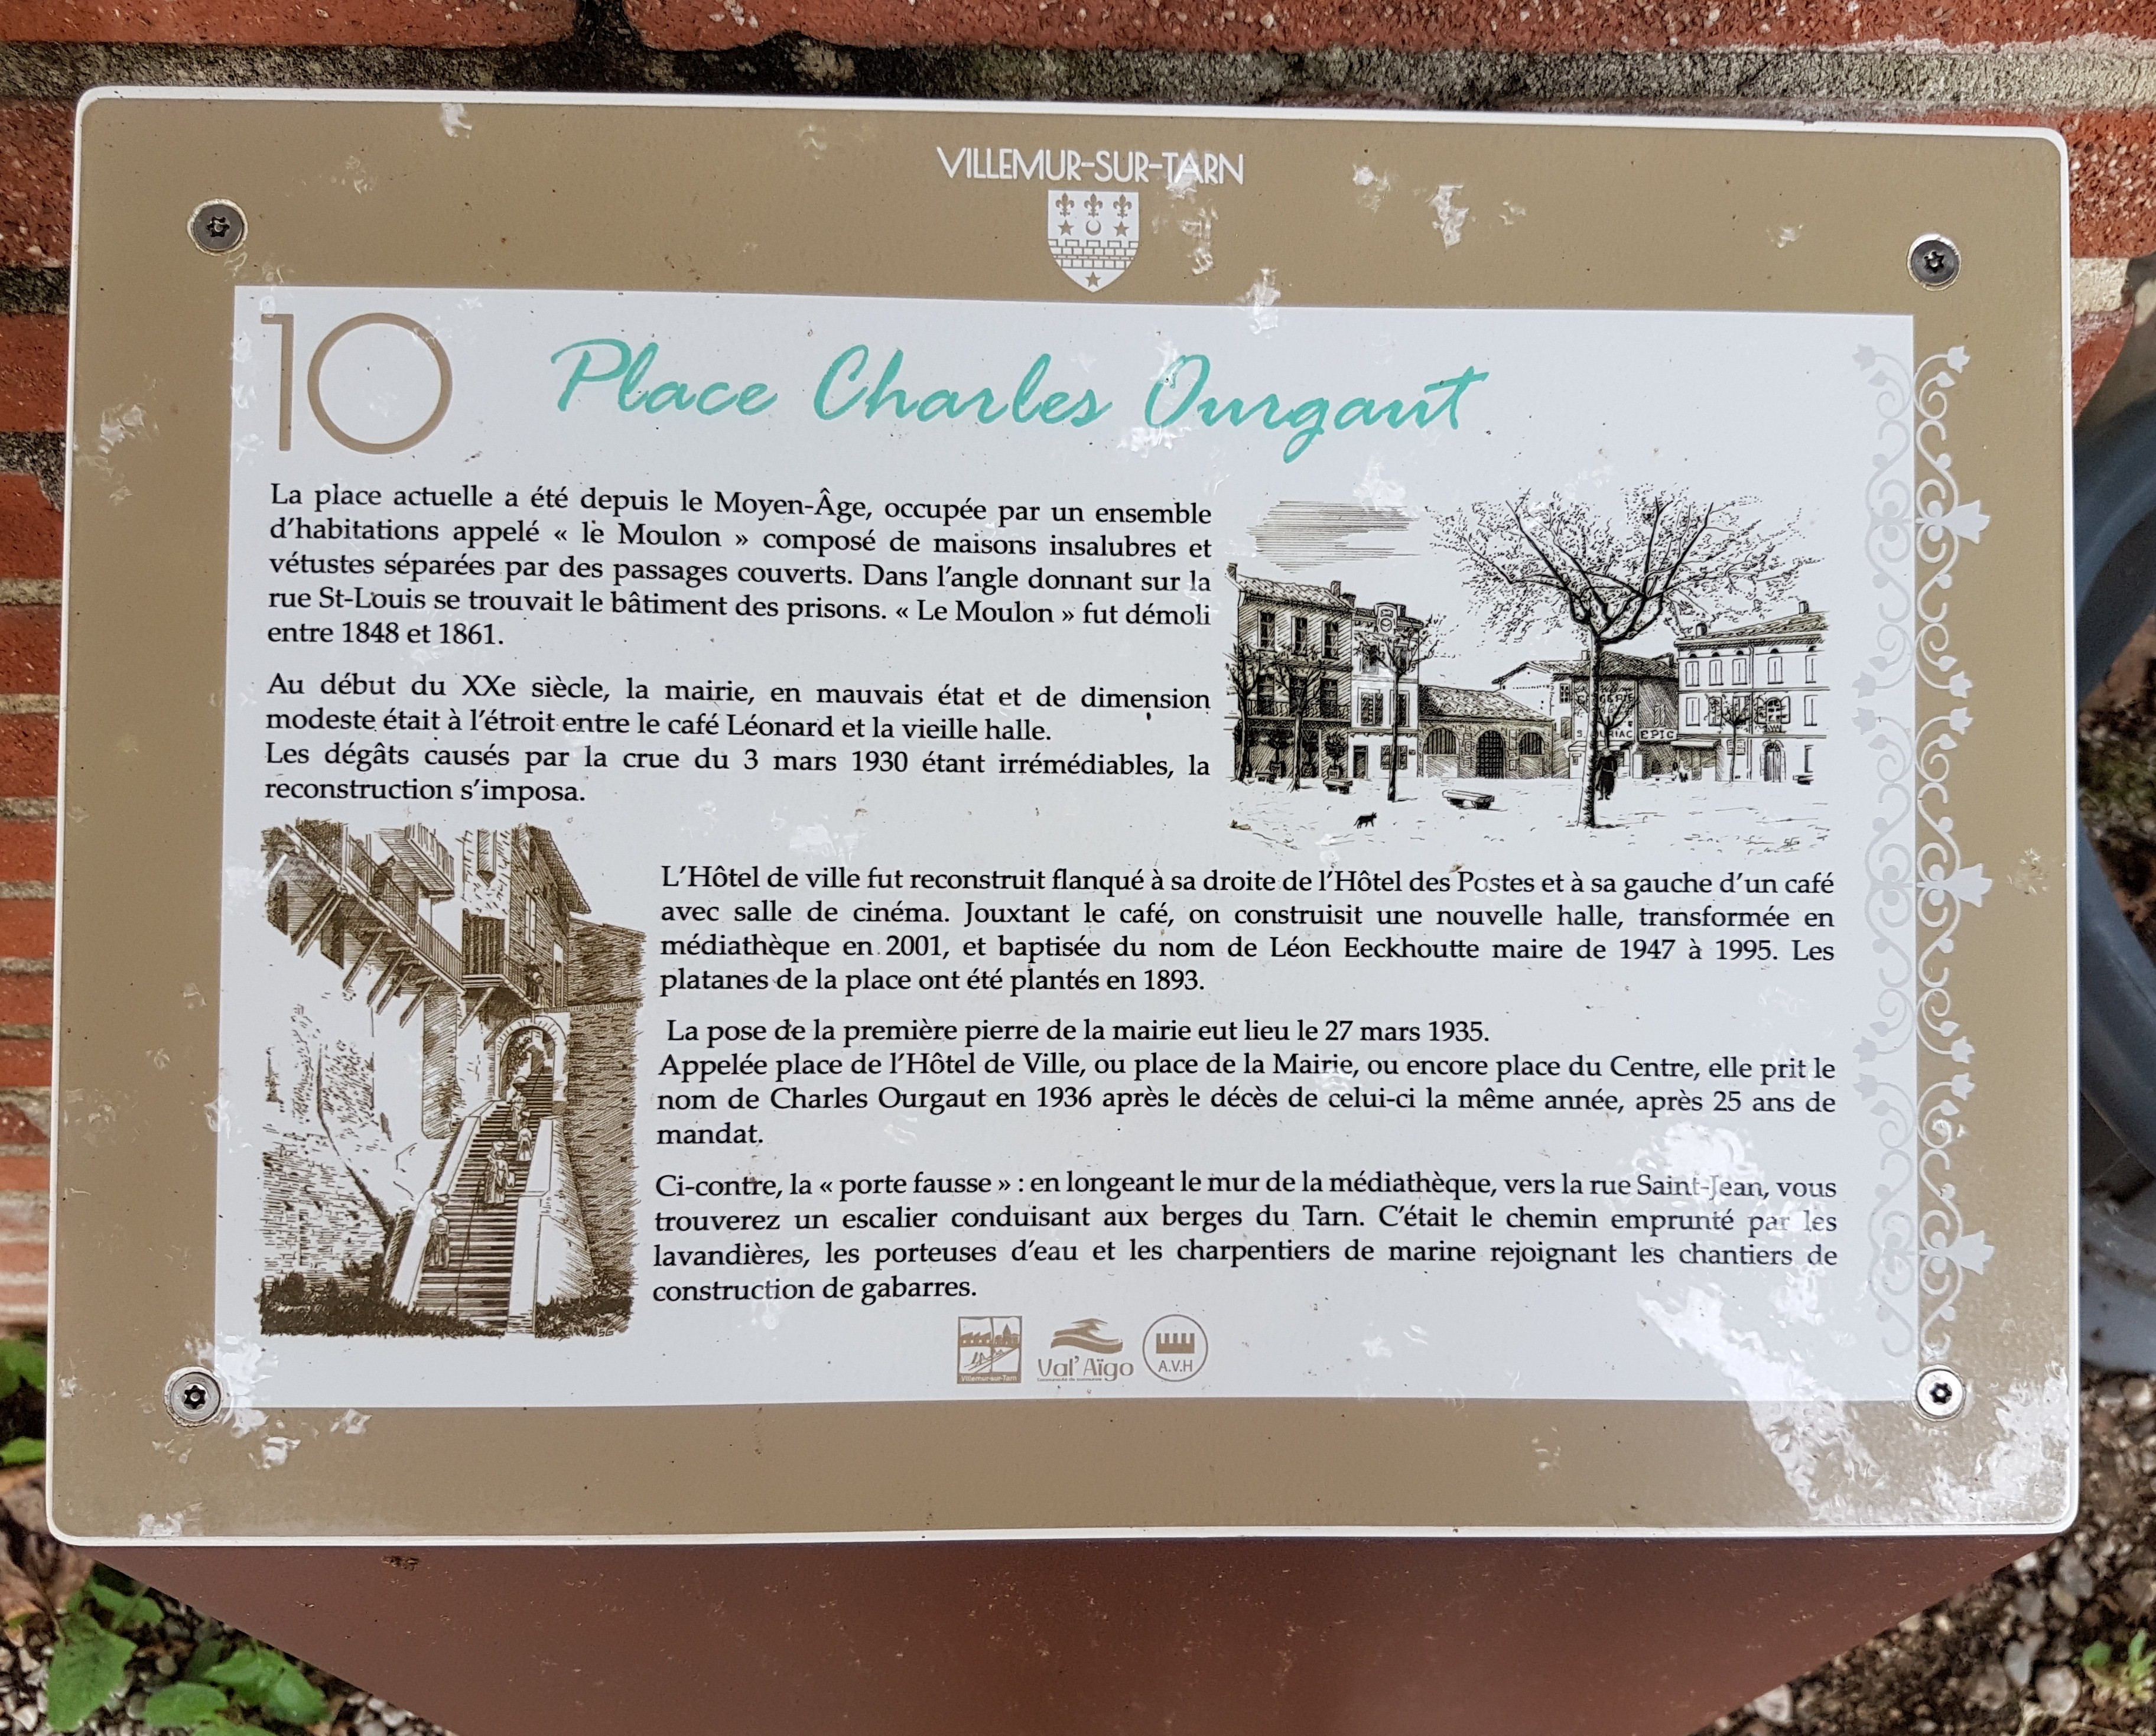 VILLEMUR-SUR-TARN
10
Place Charles Ourgaut
La place actuelle a été depuis le Moyen-Âge, occupée par un ensemble
d'habitations appelé « le Moulon » composé de maisons insalubres et
vétustes séparées par des passages couverts. Dans l'angle donnant sur la
rue St-Louis se trouvait le bâtiment des prisons. « Le Moulon » fut démoli
entre 1848 et 1861.
Au début du XXe siècle, la mairie, en mauvais état et de dimension
modeste était à l'étroit entre le café Léonard et la vieille halle.
Les dégâts causés par la crue du 3 mars 1930 étant irrémédiables, la
reconstruction s'imposa.
EPIC
SG
L'Hôtel de ville fut reconstruit flanqué à sa droite de l'Hôtel des Postes et à sa gauche d'un café
avec salle de cinéma. Jouxtant le café, on construisit une nouvelle halle, transformée en
médiathèque en 2001, et baptisée du nom de Léon Eeckhoutte maire de 1947 à 1995. Les
platanes de la place ont été plantés en 1893.
La pose de la première pierre de la mairie eut lieu le 27 mars 1935.
Appelée place de l'Hôtel de Ville, ou place de la Mairie, ou encore place du Centre, elle prit le
nom de Charles Ourgaut en 1936 après le décès de celui-ci la même année, après 25 ans de
mandat.
Ci-contre, la « porte fausse » : en longeant le mur de la médiathèque, vers la rue Saint-Jean, vous
trouverez un escalier conduisant aux berges du Tarn. C'était le chemin emprunté par les
lavandières, les porteuses d'eau et les charpentiers de marine rejoignant les chantiers de
construction de gabarres.
SG
Villemur-sur-Tarn
Val'Aïgo
A.V.H